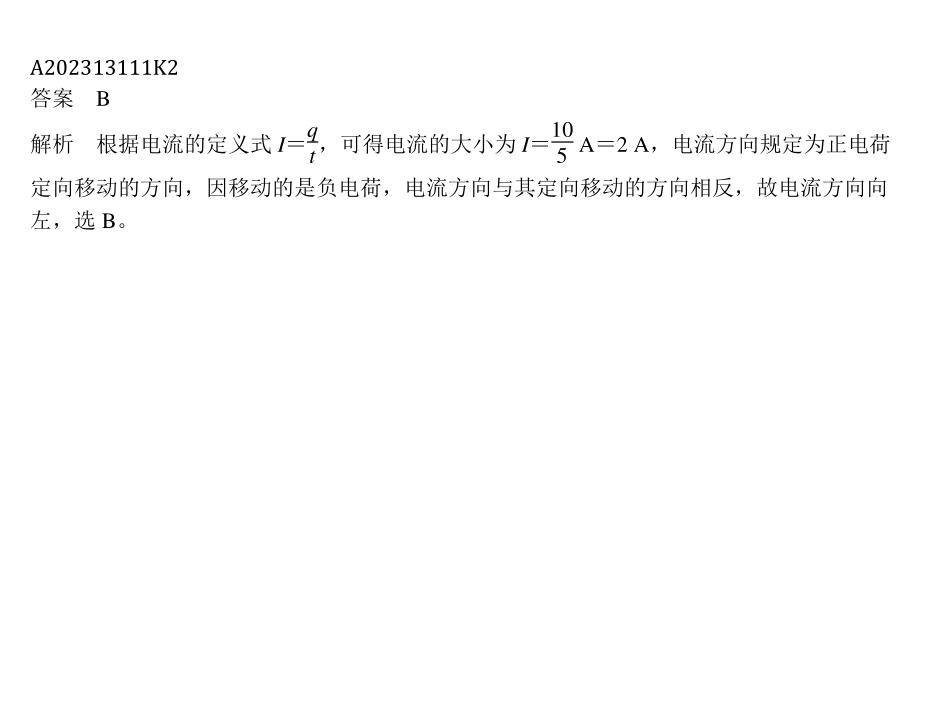 A202313111K2
答案　B
解析　根据电流的定义式 I=q/t，可得电流的大小为 I=10/5 A=2 A，电流方向规定为正电荷
定向移动的方向，因移动的是负电荷，电流方向与其定向移动的方向相反，故电流方向向
左，选 B。